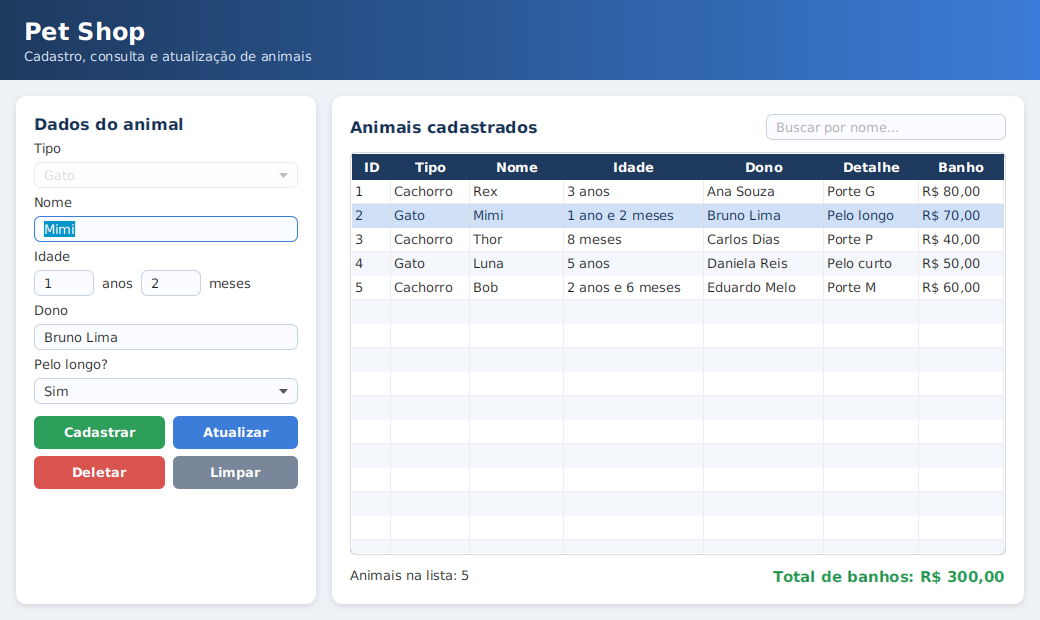 Pet Shop
Cadastro, consulta e atualização de animais
Dados do animal
Tipo
Gato
Nome
Mimi
Idade
1 anos 2 meses
Dono
Bruno Lima
Pelo longo?
Sim
Cadastrar Atualizar
Deletar Limpar
Animais cadastrados
Buscar por nome...
ID Tipo Nome Idade Dono Detalhe Banho
1 Cachorro Rex 3 anos Ana Souza Porte G R$ 80,00
2 Gato Mimi 1 ano e 2 meses Bruno Lima Pelo longo R$ 70,00
3 Cachorro Thor 8 meses Carlos Dias Porte P R$ 40,00
4 Gato Luna 5 anos Daniela Reis Pelo curto R$ 50,00
5 Cachorro Bob 2 anos e 6 meses Eduardo Melo Porte M R$ 60,00
Animais na lista: 5
Total de banhos: R$ 300,00